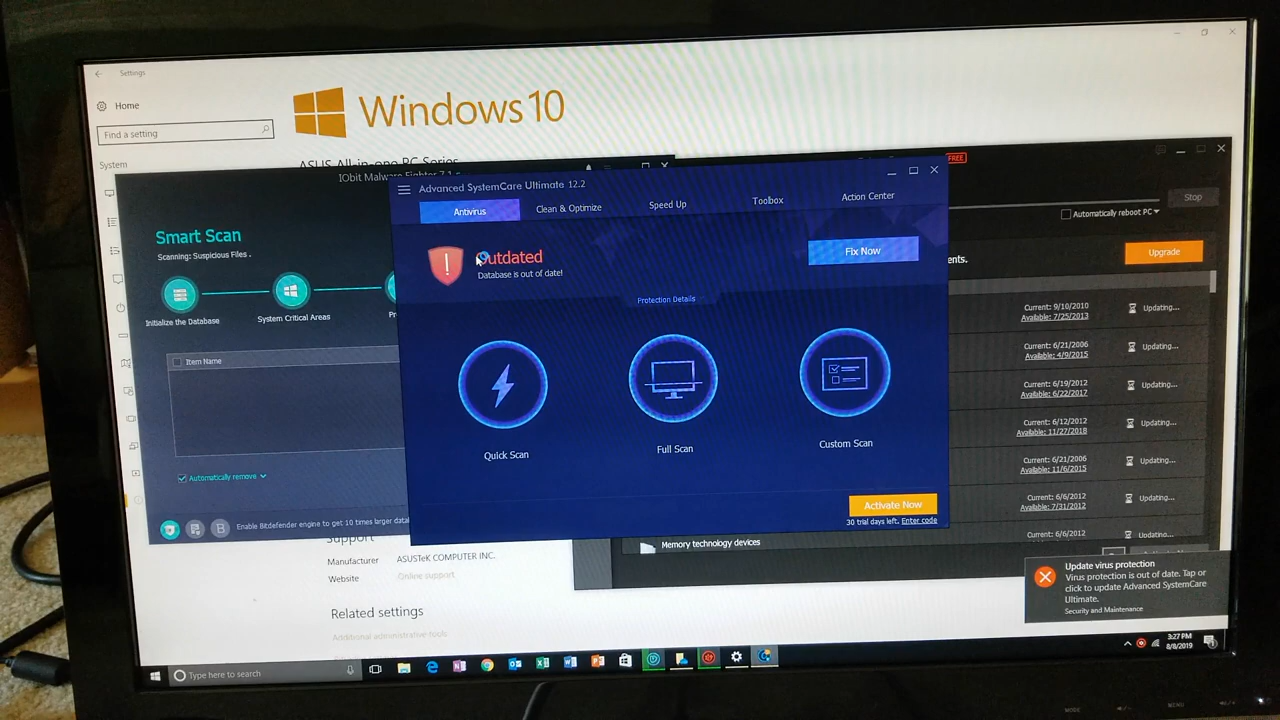 Settings
Home
Find a setting
System
Windows 10
ASUS All-in-one PC Series
IObit Malware Fighter 7.1
Smart Scan
Scanning: Suspicious Files .
Initialize the Database
System Critical Areas
Item Name
Automatically remove
Enable Bitdefender engine to get 10 times larger
Advanced SystemCare Ultimate 12.2
Antivirus
Clean & Optimize
Speed Up
Toobox
Action Center
Outdated
Database is out of date!
Fix Now
Protection Details
Quick Scan
Full Scan
Custom Scan
Activate Now
30 trial days left. Enter code
FREE
Stop
Automatically reboot PC
Upgrade
Current: 9/10/2010
Available: 7/25/2013
Updating...
Current: 6/21/2006
Available: 4/9/2015
Updating...
Current: 6/19/2012
Available: 6/22/2017
Updating...
Current: 6/12/2012
Available: 11/27/2018
Updating...
Current: 6/21/2006
Available: 11/6/2015
Updating...
Current: 6/6/2012
Available: 7/31/2012
Updating...
Current: 6/6/2012
Updating...
Memory technology devices
Support
Manufacturer ASUSTeK COMPUTER INC.
Website Online support
Related settings
Additional administrative tools
Update virus protection
Virus protection is out of date. Tap or
click to update Advanced SystemCare
Ultimate.
Security and Maintenance
Type here to search
3:27 PM
8/8/2019
MODE
MENU